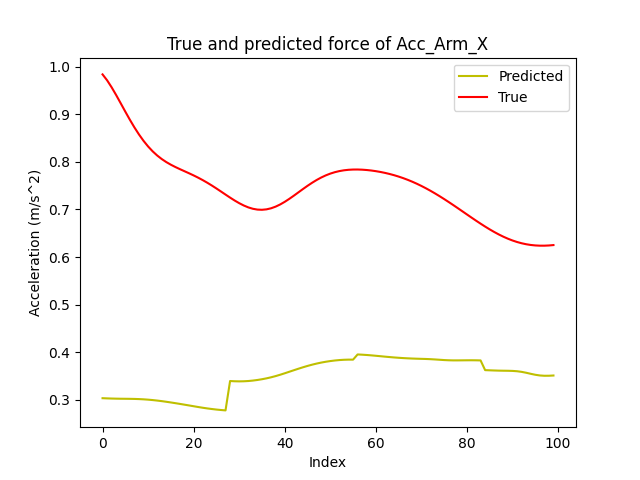 True and predicted force of Acc_Arm_X
Predicted
True
1.0
0.9
0.8
0.7
0.6
0.5
0.4
0.3
Acceleration (m/s^2)
0
20
40
60
80
100
Index